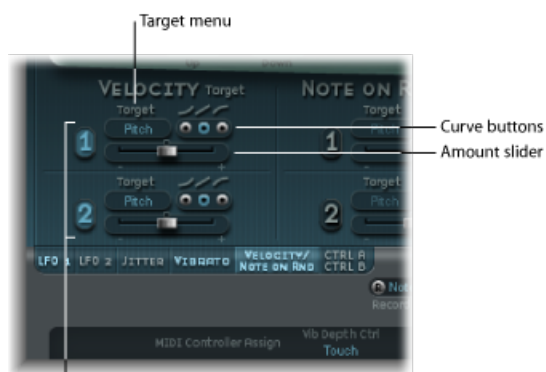 Target menu
VELOCITY Target
NOTE ON
Target
Pitch
1
Curve buttons
Amount slider
- +
1
Target
Pitch
-
Target
Pitch
2
- +
2
Target
Pitch
-
LFO 1
LFO 2
JITTER
VIBRATO
VELOCITY/
NOTE ON RND
CTRL A
CTRL B
R
Record
MIDI Controller Assign
Vib Depth Ctrl
Touch